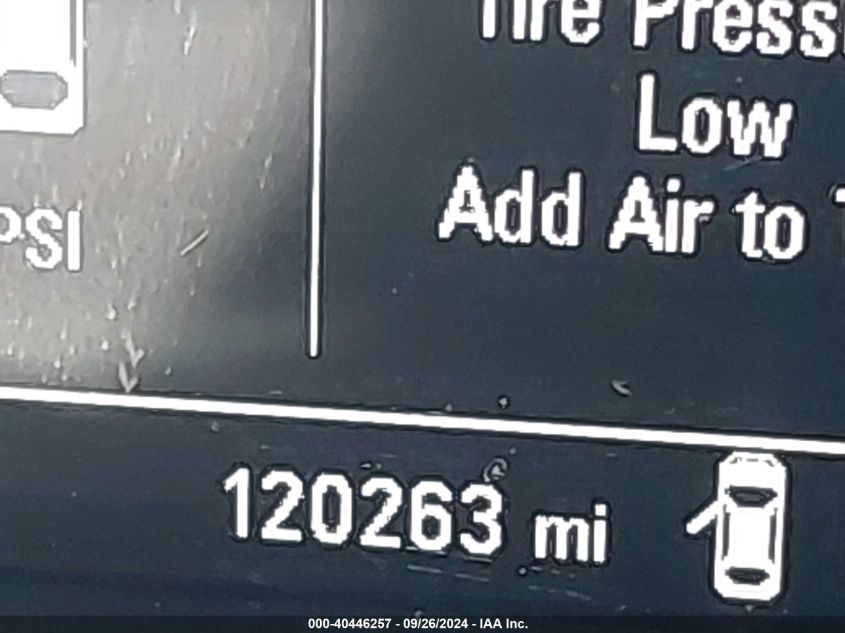 Tire Press
Low
Add Air to
PSI
120263 mi
000-40446257 - 09/26/2024 - IAA Inc.